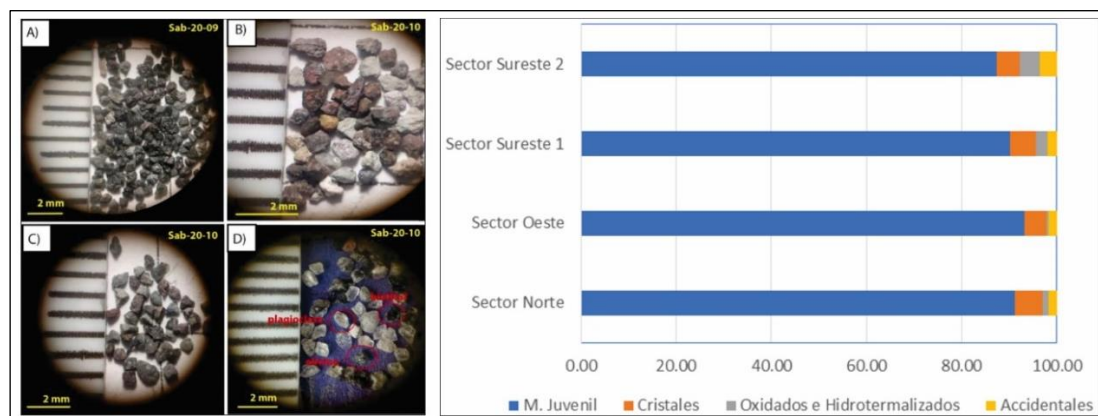 A)
Sab-20-09
2 mm
B)
Sab-20-10
2 mm
C)
Sab-20-10
2 mm
D)
Sab-20-10
plagioclasa
2 mm
Sector Sureste 2
Sector Sureste 1
Sector Oeste
Sector Norte
0.00 20.00 40.00 60.00 80.00 100.00
M. Juvenil Cristales Oxidados e Hidrotermalizados Accidentales